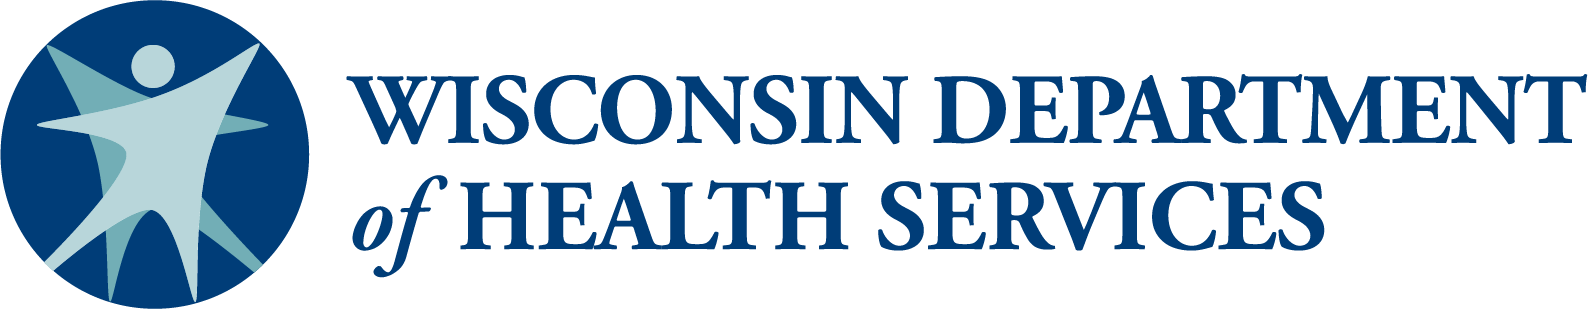 WISCONSIN DEPARTMENT
of HEALTH SERVICES